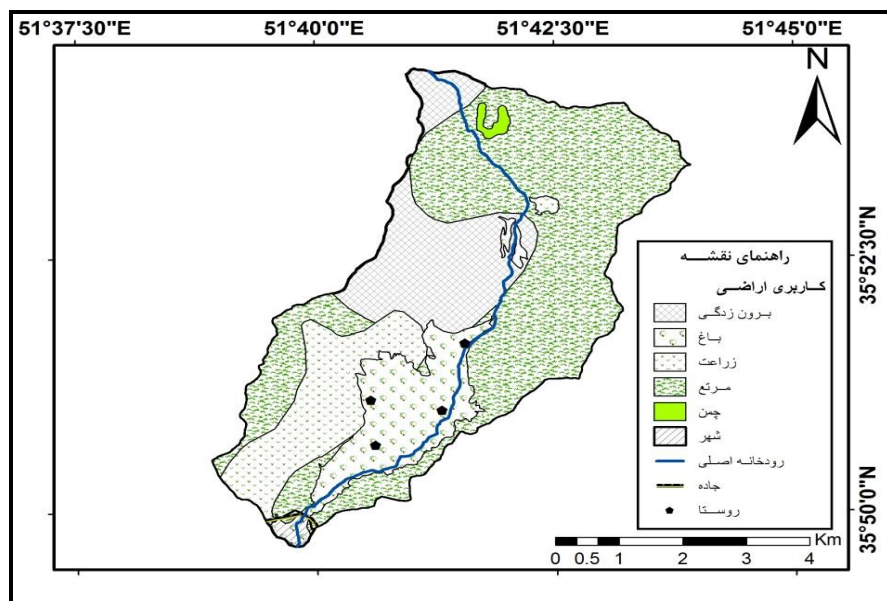 51°37'30"E 51°40'0"E 51°42'30"E 51°45'0"E
N
35°52'30"N
راهنمای نقشه
کاربری اراضی
برون زدگی
باغ
زراعت
مرتع
چمن
شهر
رودخانه اصلی
جاده
روستا
35°50'0"N
Km
0 0.5 1 2 3 4